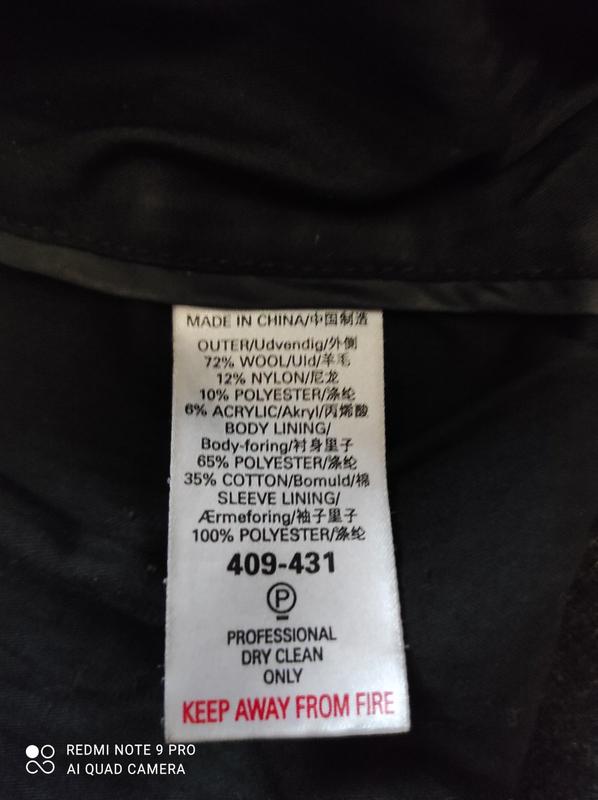 MADE IN CHINA/中国制造
OUTER/Udvendig/外侧
72% WOOL/Uld/羊毛
12% NYLON/尼龙
10% POLYESTER/涤纶
6% ACRYLIC/Akryl/丙烯酸
BODY LINING/
Body-foring/衬身里子
65% POLYESTER/涤纶
35% COTTON/Bomuld/棉
SLEEVE LINING/
Ærmeforing/袖子里子
100% POLYESTER/涤纶
409-431
P
PROFESSIONAL
DRY CLEAN
ONLY
KEEP AWAY FROM FIRE
REDMI NOTE 9 PRO
AI QUAD CAMERA